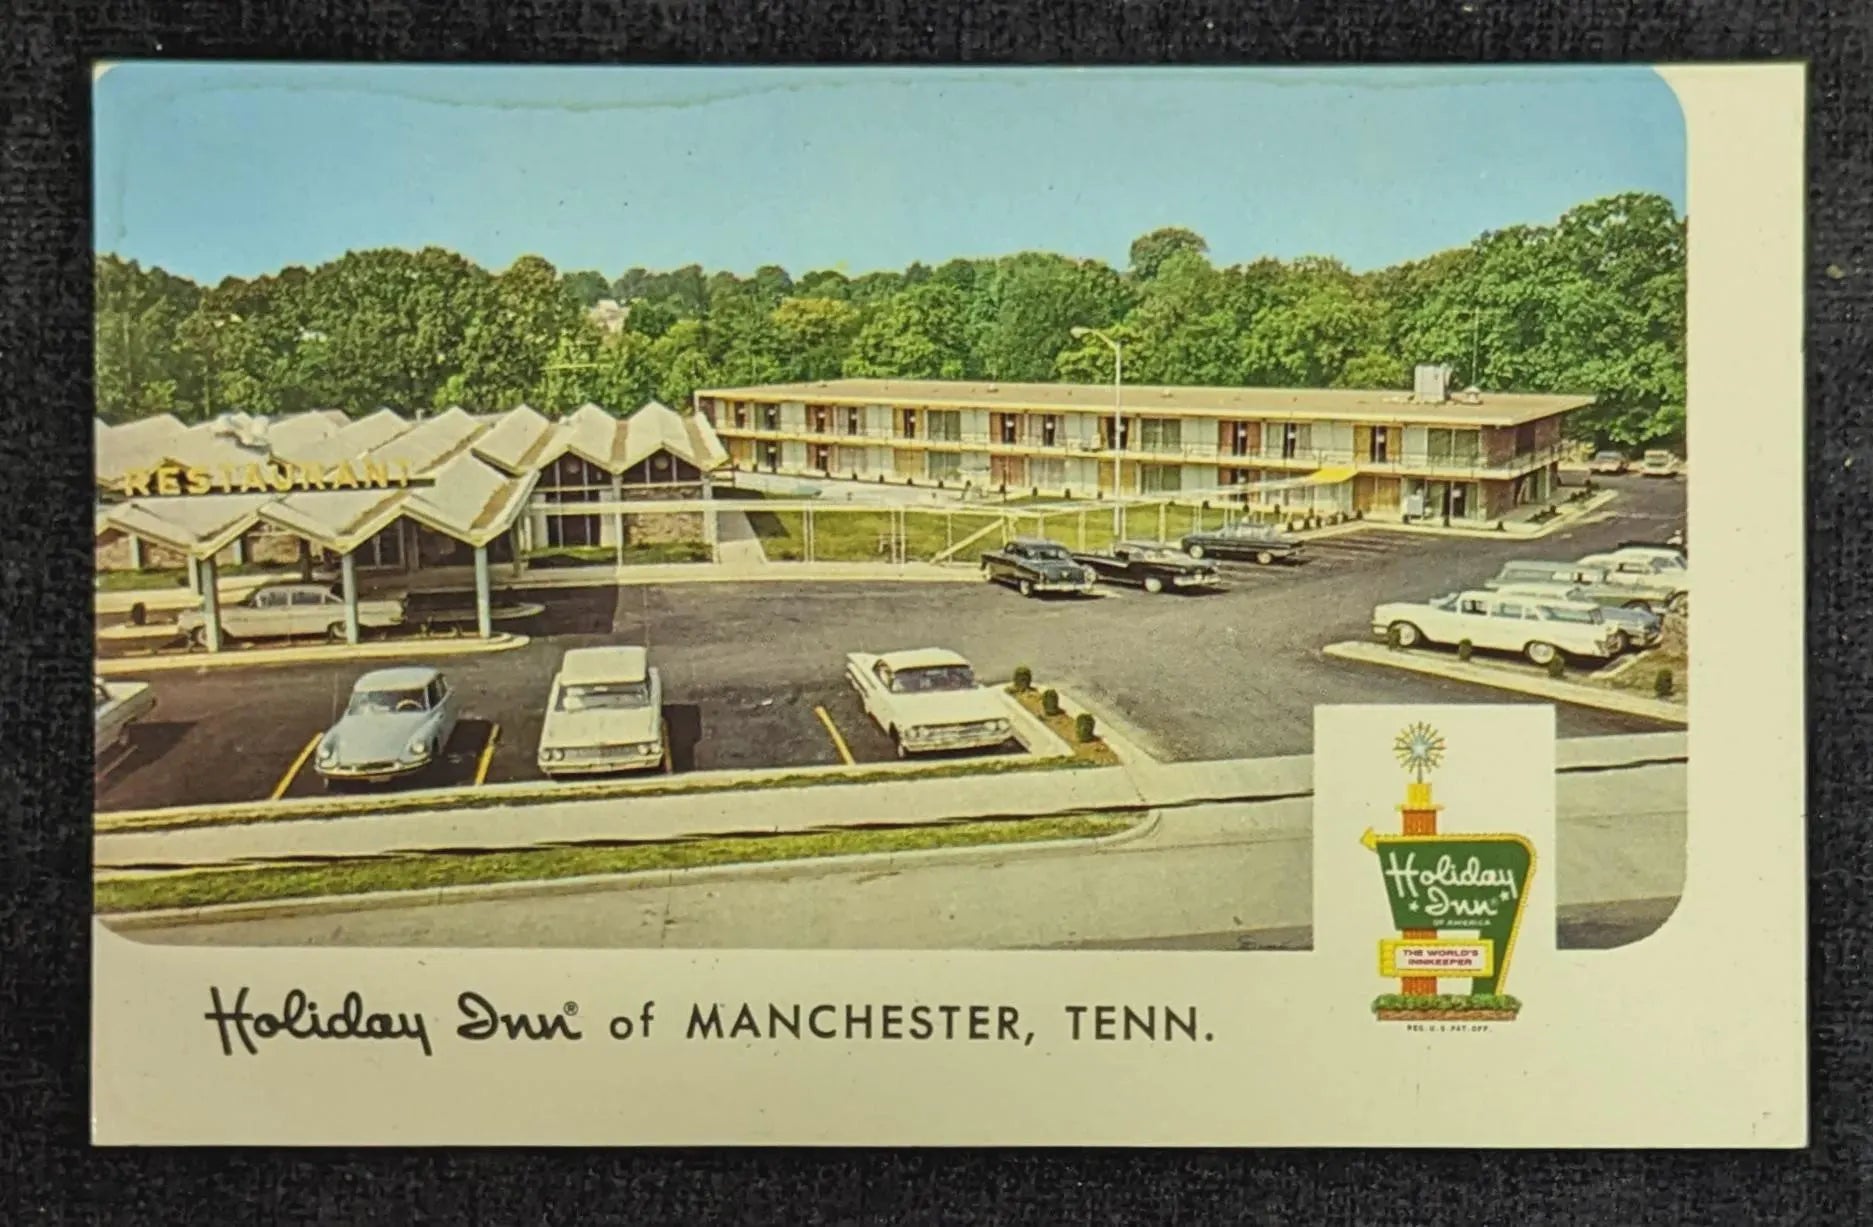 RESTAURANT
Holiday
Inn®
OF AMERICA
THE WORLD'S
INNKEEPER
REG. U.S. PAT. OFF.
Holiday Inn® of MANCHESTER, TENN.